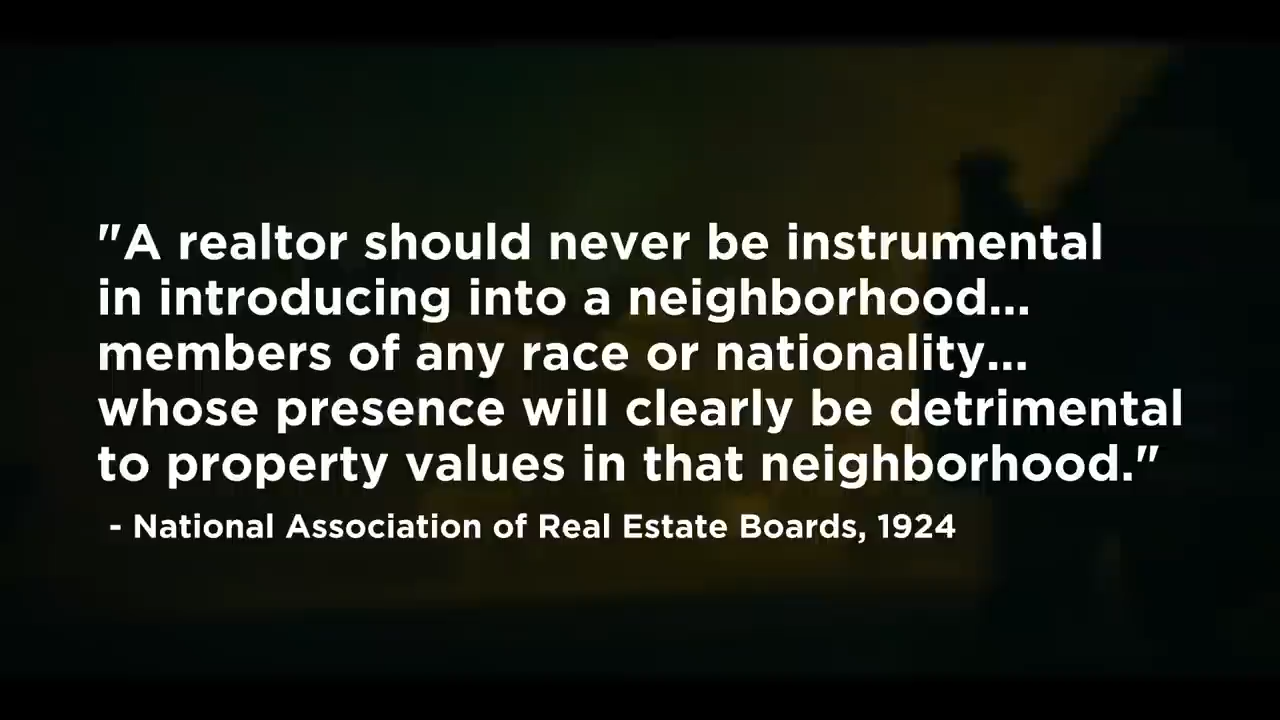 "A realtor should never be instrumental
in introducing into a neighborhood...
members of any race or nationality...
whose presence will clearly be detrimental
to property values in that neighborhood."
- National Association of Real Estate Boards, 1924